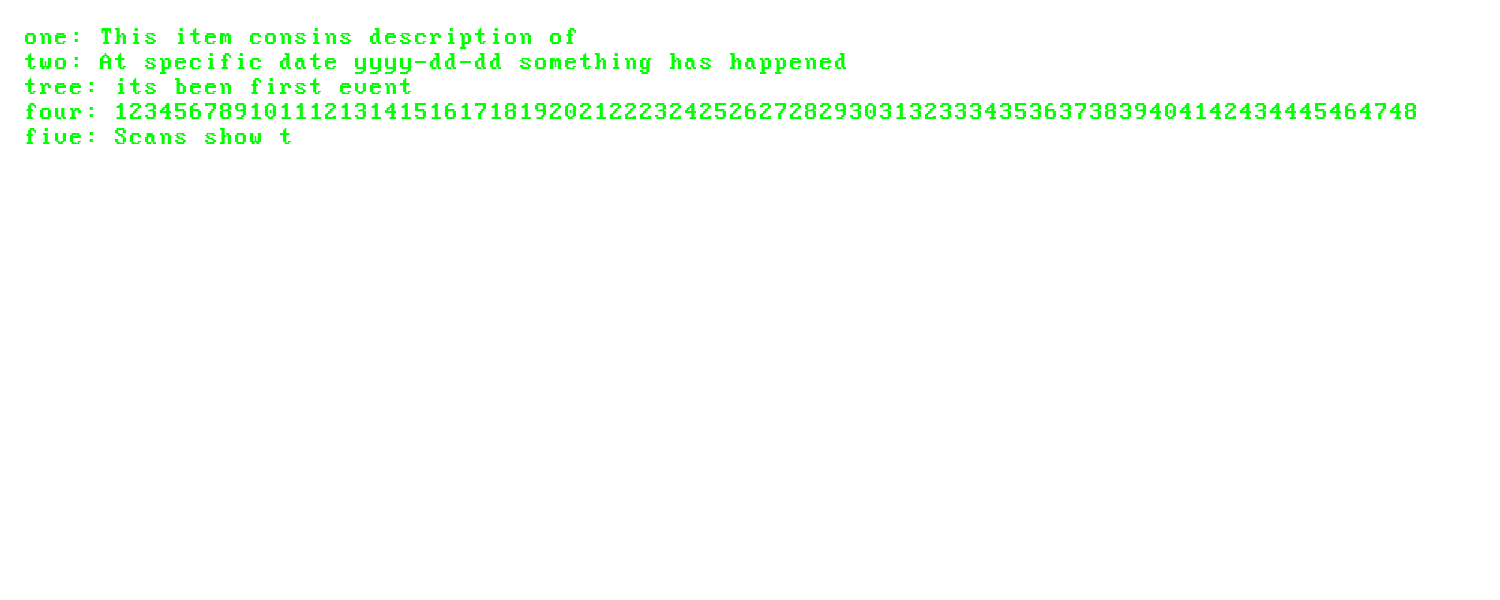 one: This item consins description of
two: At specific date yyyy-dd-dd something has happened
tree: its been first event
four: 123456789101112131415161718192021222324252627282930313233343536373839404142434445464748
five: Scans show t